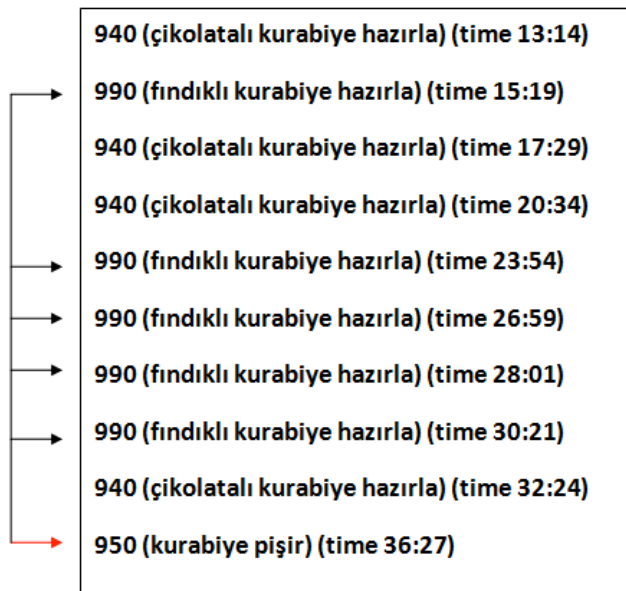 940 (çikolatalı kurabiye hazırla) (time 13:14)
990 (fındıklı kurabiye hazırla) (time 15:19)
940 (çikolatalı kurabiye hazırla) (time 17:29)
940 (çikolatalı kurabiye hazırla) (time 20:34)
990 (fındıklı kurabiye hazırla) (time 23:54)
990 (fındıklı kurabiye hazırla) (time 26:59)
990 (fındıklı kurabiye hazırla) (time 28:01)
990 (fındıklı kurabiye hazırla) (time 30:21)
940 (çikolatalı kurabiye hazırla) (time 32:24)
950 (kurabiye pişir) (time 36:27)